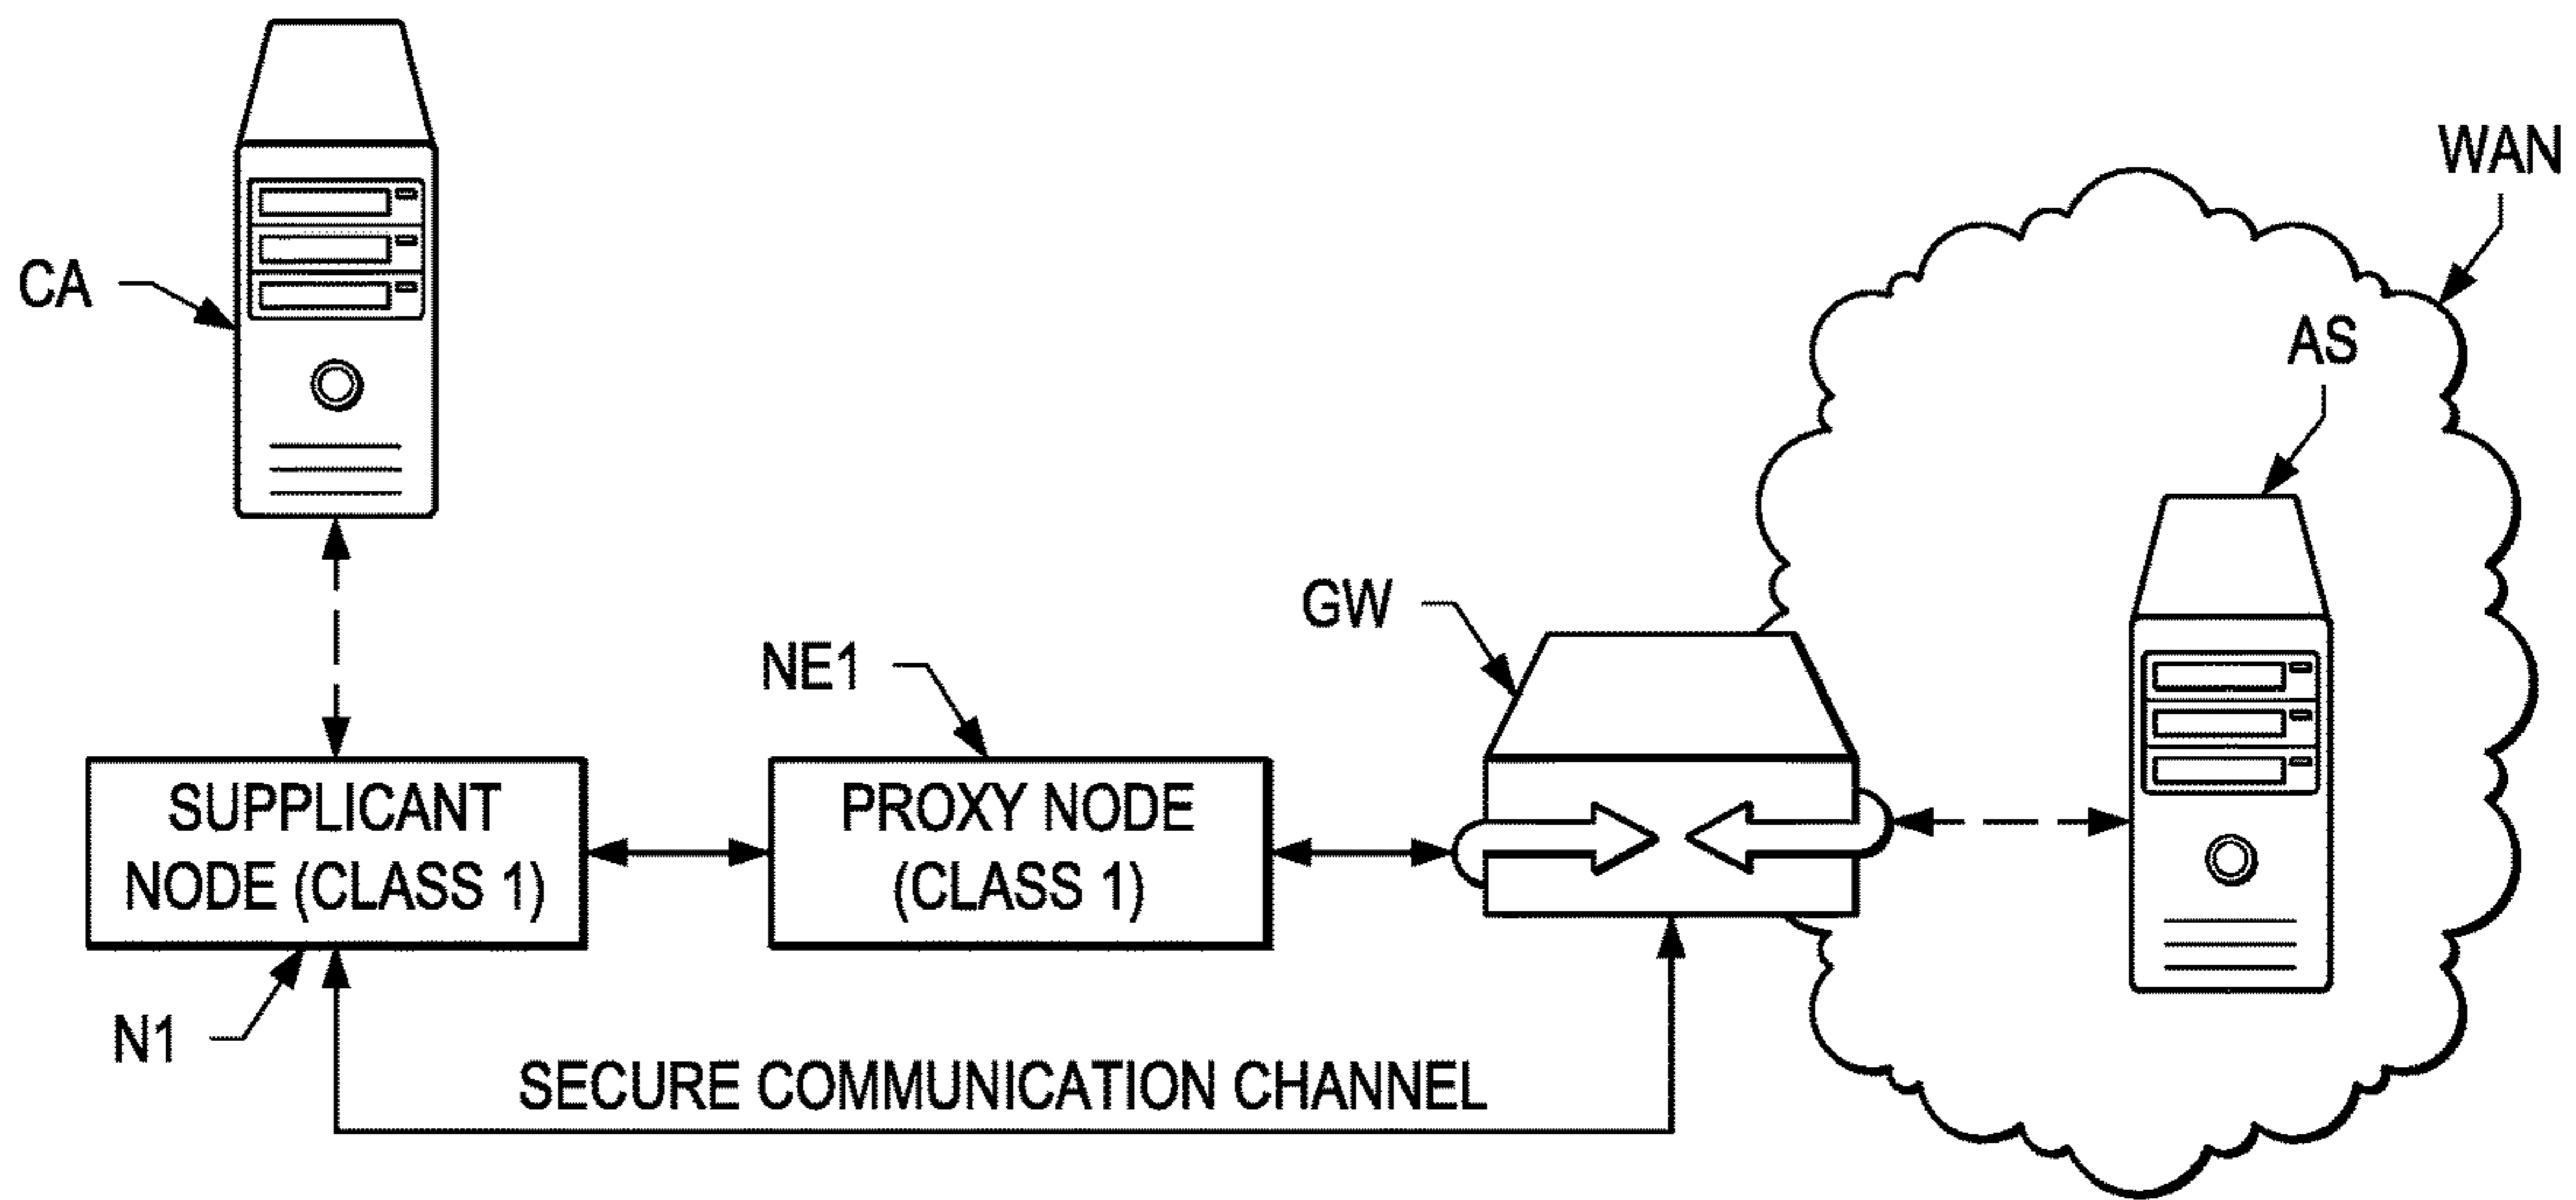 WAN
CA
AS
GW
NE1
SUPPLICANT
NODE (CLASS 1)
PROXY NODE
(CLASS 1)
N1
SECURE COMMUNICATION CHANNEL